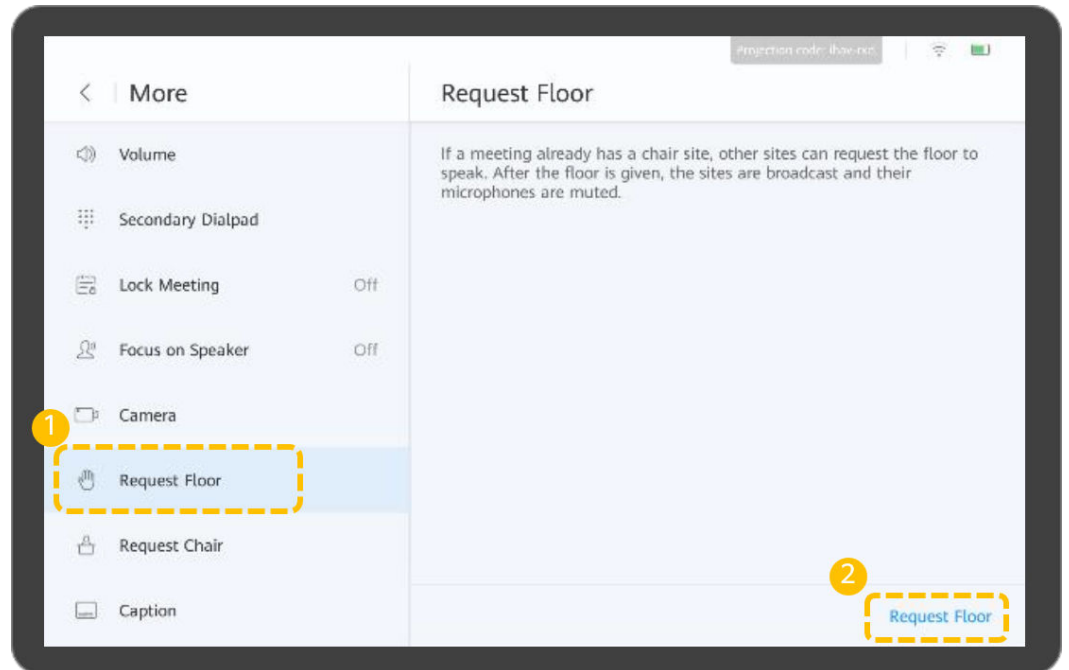 Projection code:
More
Request Floor
Volume
If a meeting already has a chair site, other sites can request the floor to
speak. After the floor is given, the sites are broadcast and their
microphones are muted.
Secondary Dialpad
Lock Meeting Off
Focus on Speaker Off
1
Camera
Request Floor
Request Chair
2
Caption
Request Floor